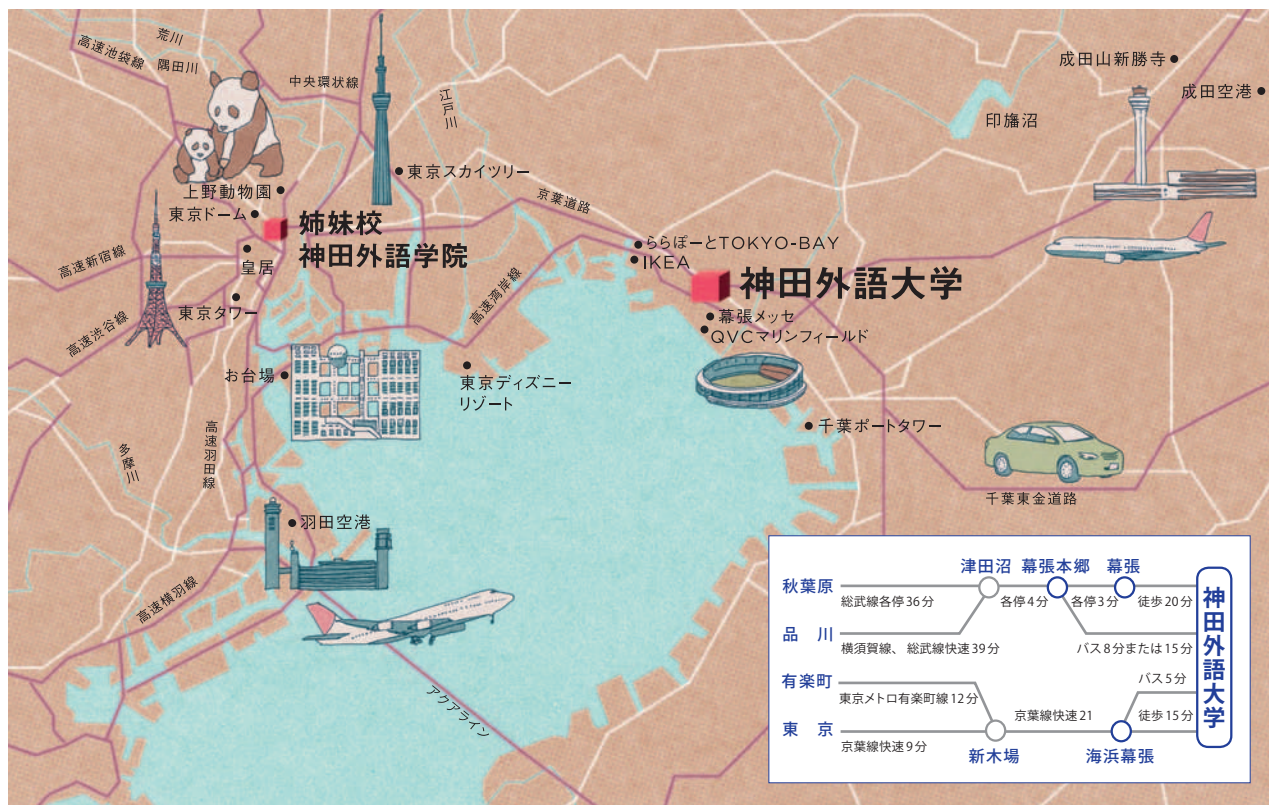 荒川
高速池袋線
隅田川
中央環状線
江戸川
成田山新勝寺
成田空港
印旛沼
東京スカイツリー
上野動物園
東京ドーム
姉妹校
神田外語学院
京葉道路
ららぽーとTOKYO-BAY
IKEA
高速新宿線
皇居
神田外語大学
東京タワー
高速湾岸線
幕張メッセ
QVCマリンフィールド
高速渋谷線
お台場
東京ディズニー
リゾート
千葉ポートタワー
高速羽田線
多摩川
千葉東金道路
羽田空港
高速横羽線
アクアライン
津田沼 幕張本郷 幕張
秋葉原
総武線各停36分
各停4分
各停3分
徒歩20分
品 川
横須賀線、総武線快速39分
バス8分または15分
有楽町
東京メトロ有楽町線12分
バス5分
京葉線快速21
徒歩15分
東 京
京葉線快速9分
新木場
海浜幕張
神田外語大学